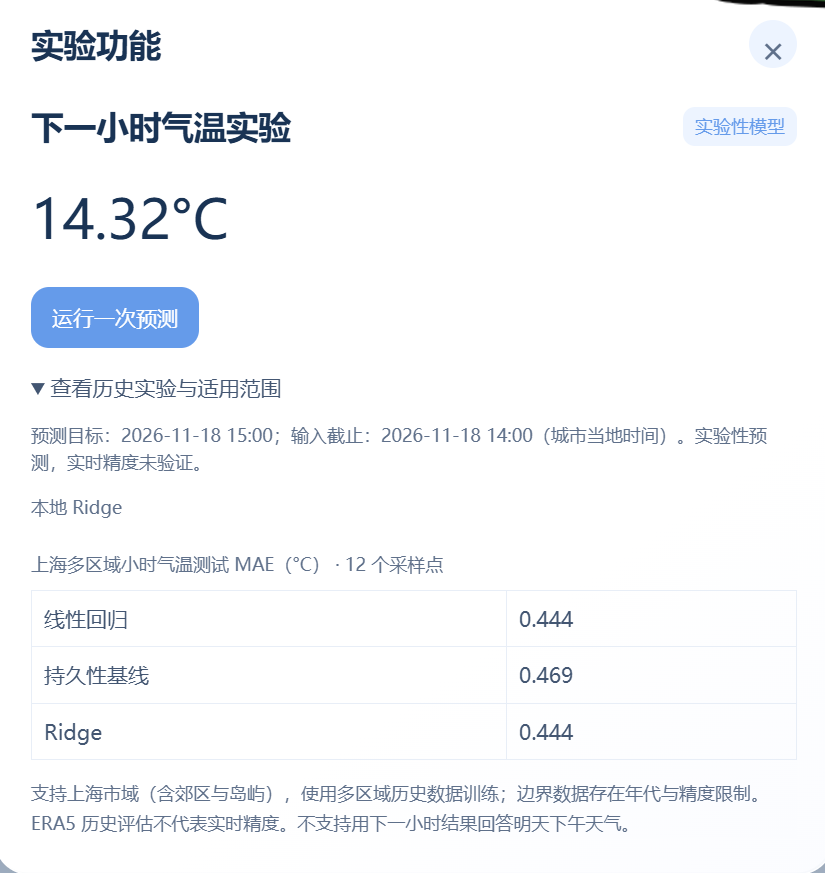 实验功能
下一小时气温实验
实验性模型
14.32°C
运行一次预测
▼ 查看历史实验与适用范围
预测目标：2026-11-18 15:00；输入截止：2026-11-18 14:00（城市当地时间）。实验性预
测，实时精度未验证。
本地 Ridge
上海多区域小时气温测试 MAE（°C） · 12 个采样点
线性回归 0.444
持久性基线 0.469
Ridge 0.444
支持上海市域（含郊区与岛屿），使用多区域历史数据训练；边界数据存在年代与精度限制。
ERA5 历史评估不代表实时精度。不支持用下一小时结果回答明天下午天气。